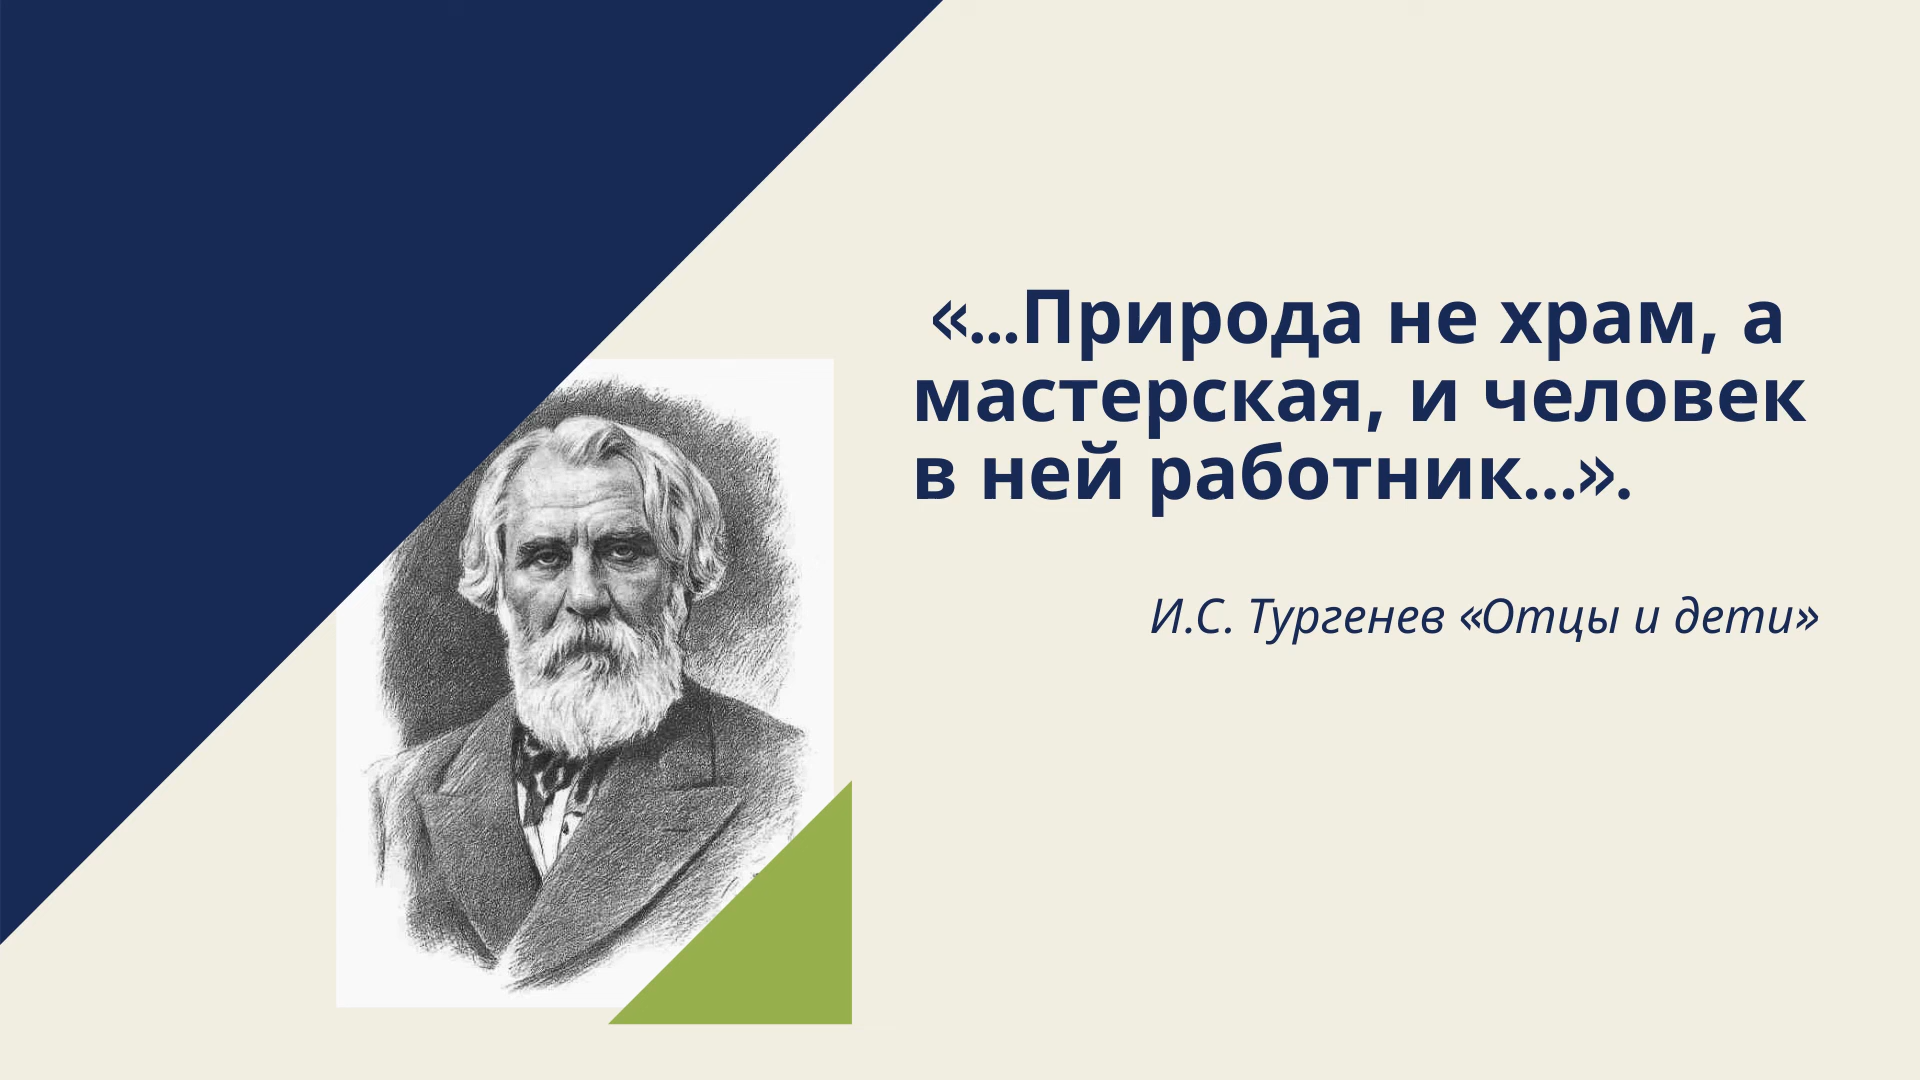 «...Природа не храм, а
мастерская, и человек
в ней работник...».
И.С. Тургенев «Отцы и дети»